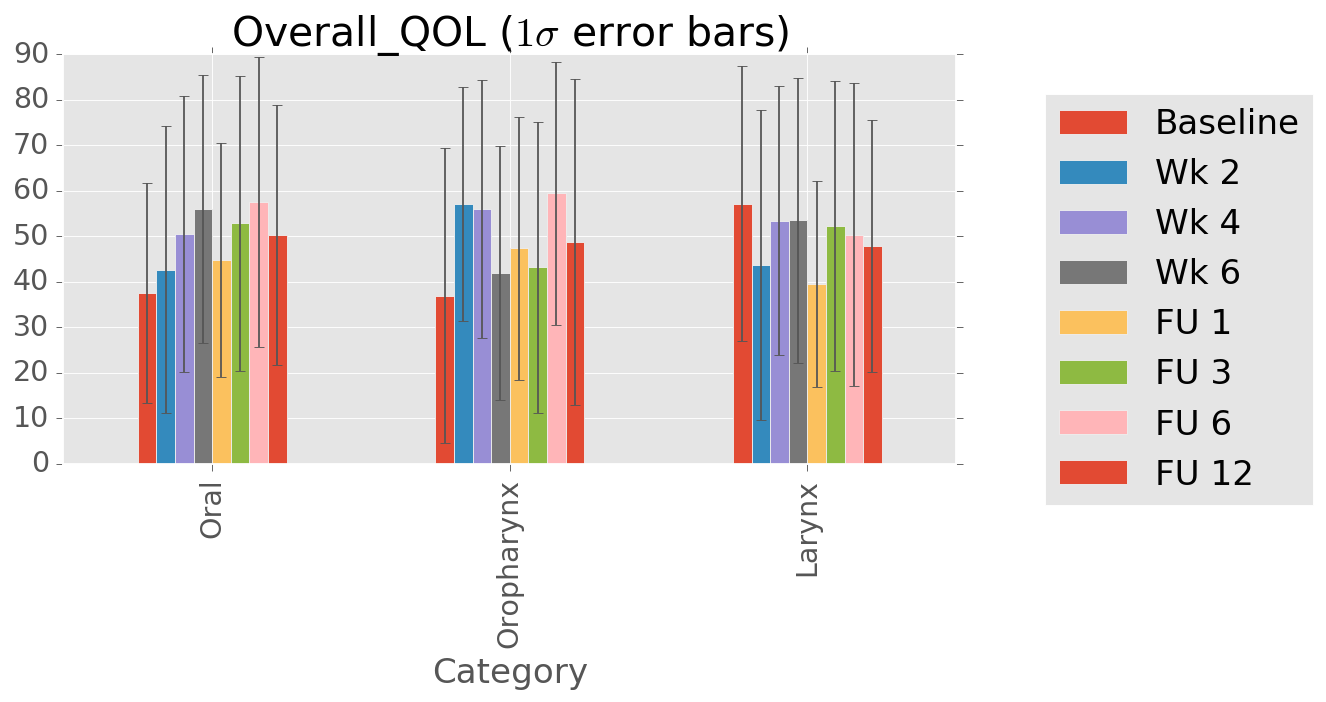 Overall_QOL (1σ error bars)
90
80
70
60
50
40
30
20
10
0
Oral
Oropharynx
Larynx
Category
Baseline
Wk 2
Wk 4
Wk 6
FU 1
FU 3
FU 6
FU 12